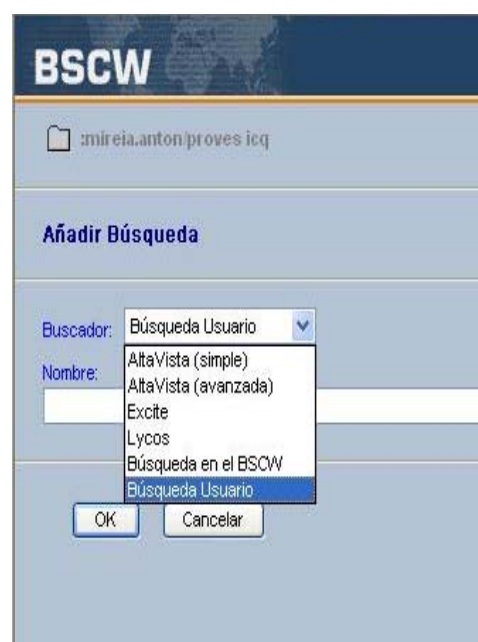 BSCW
:mireia.anton/proves icq
Añadir Búsqueda
Buscador: Búsqueda Usuario
AltaVista (simple)
Nombre:
AltaVista (avanzada)
Excite
Lycos
Búsqueda en el BSCW
Búsqueda Usuario
OK Cancelar